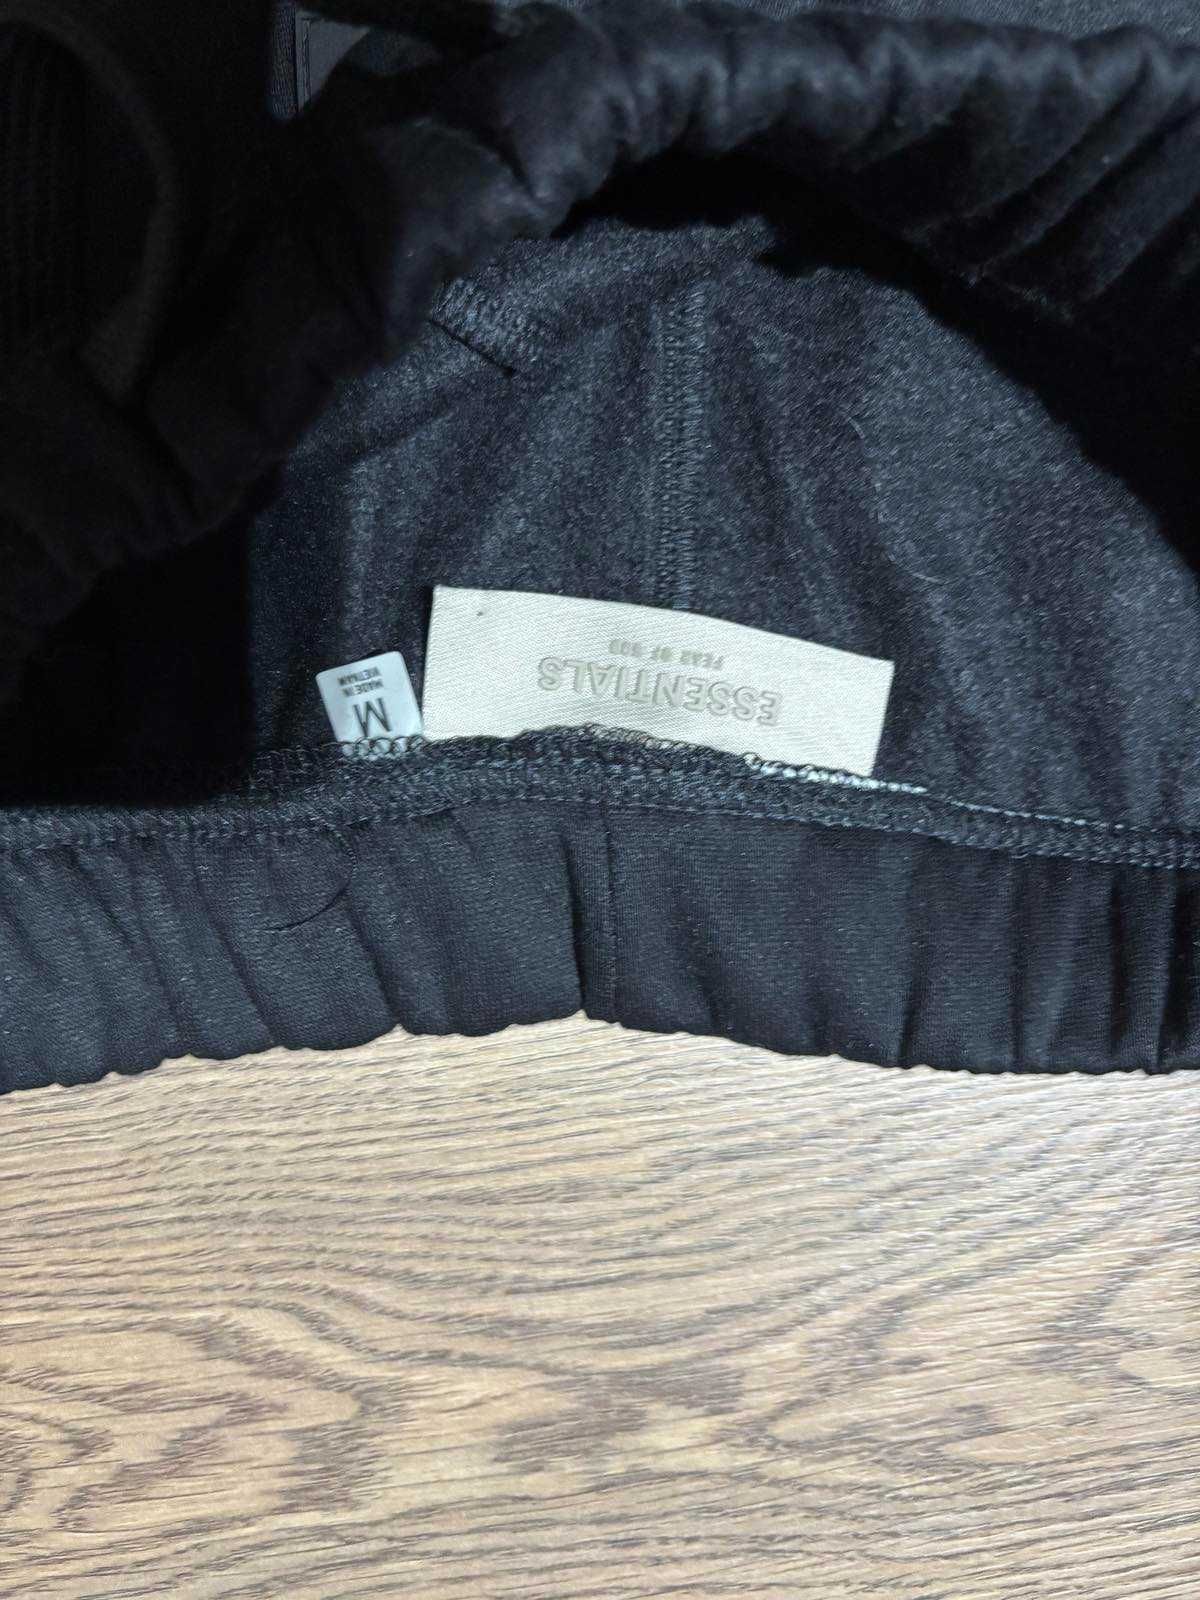 ESSENTIALS
FEAR OF GOD
M
MADE IN
VIETNAM